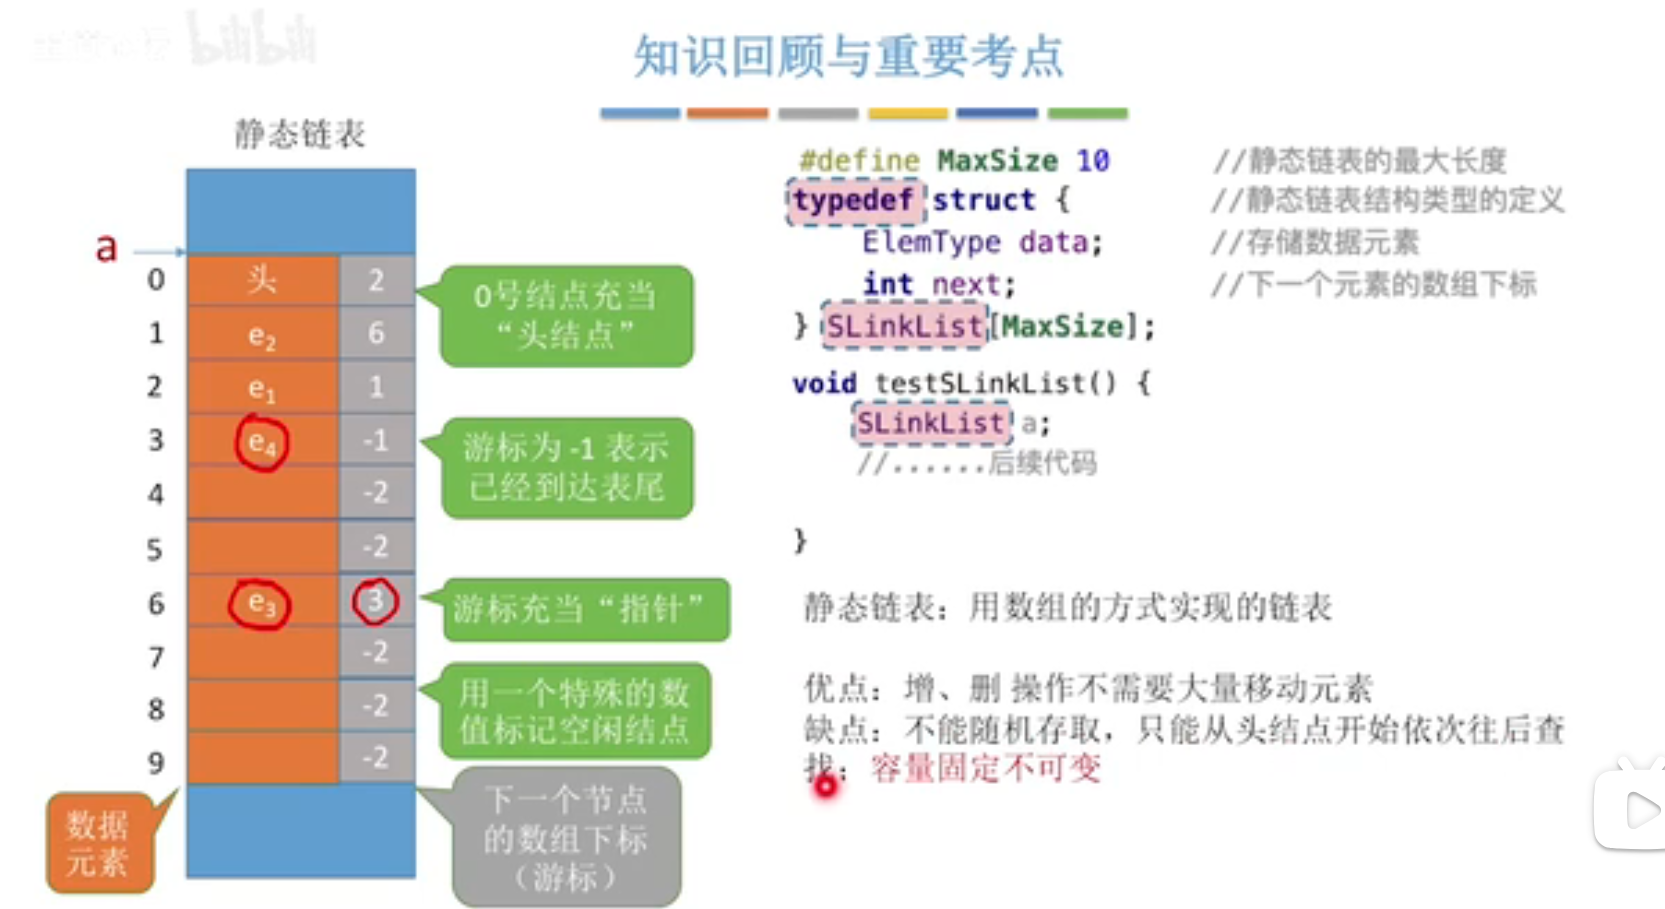 bilibili
知识回顾与重要考点
静态链表
a
0 头 2
1 e₂ 6
2 e₁ 1
3 e₄ -1
4 -2
5 -2
6 e₃ 3
7 -2
8 -2
9 -2
0号结点充当
“头结点”
游标为 -1 表示
已经到达表尾
游标充当“指针”
用一个特殊的数
值标记空闲结点
数据
元素
下一个节点
的数组下标
（游标）
#define MaxSize 10 //静态链表的最大长度
typedef struct { //静态链表结构类型的定义
ElemType data; //存储数据元素
int next; //下一个元素的数组下标
} SLinkList[MaxSize];
void testSLinkList() {
SLinkList a;
//......后续代码
}
静态链表：用数组的方式实现的链表
优点：增、删 操作不需要大量移动元素
缺点：不能随机存取，只能从头结点开始依次往后查
找；容量固定不可变